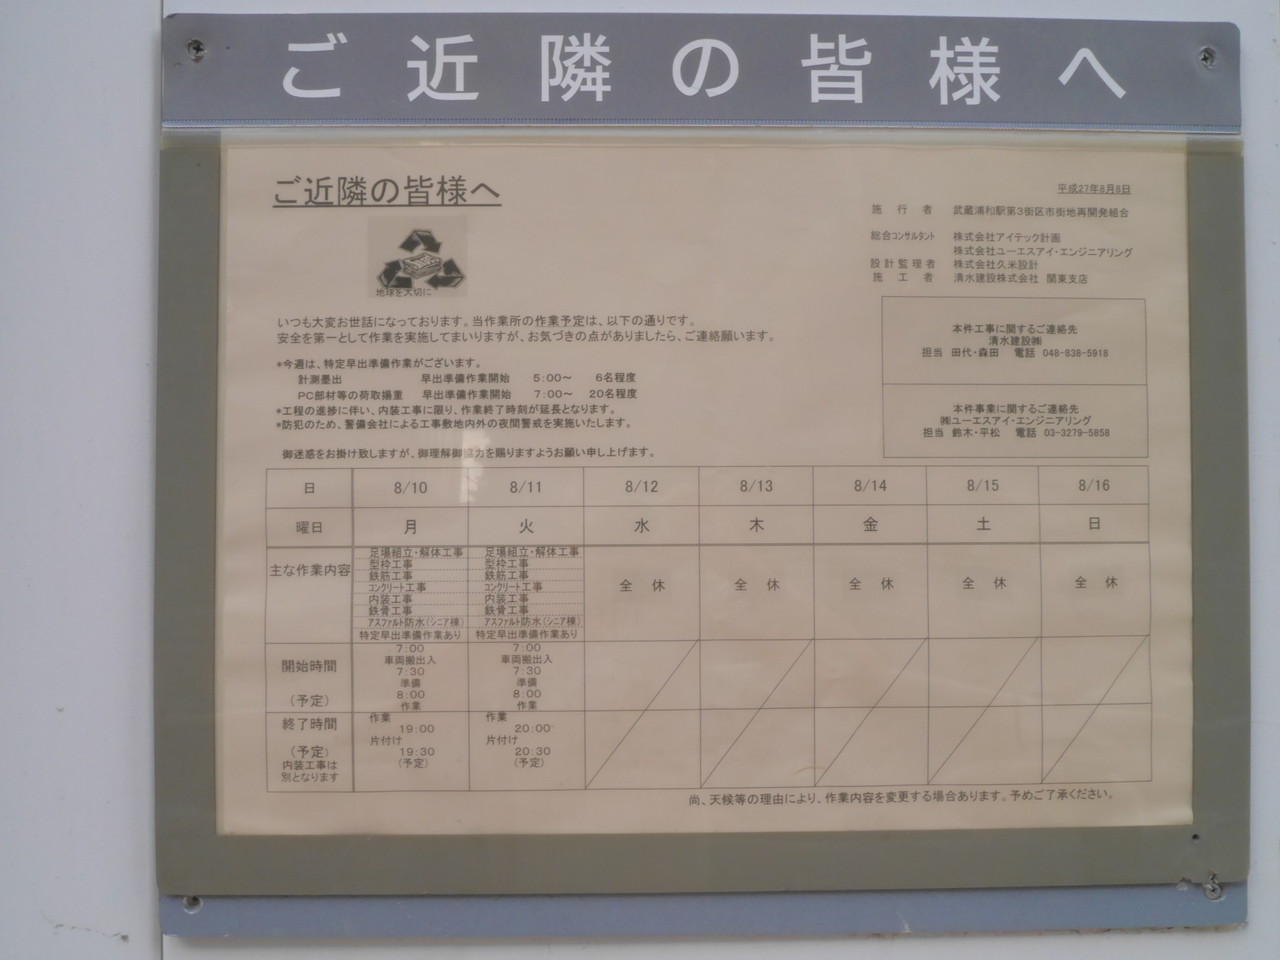 ご近隣の皆様へ
ご近隣の皆様へ
平成27年8月8日
施行者 武蔵浦和駅第3街区市街地再開発組合
総合コンサルタント 株式会社アイテック計画
株式会社ユーエスアイ・エンジニアリング
設計監理者 株式会社久米設計
施工者 清水建設株式会社 関東支店
地球を大切に
いつも大変お世話になっております。当作業所の作業予定は、以下の通りです。
安全を第一として作業を実施してまいりますが、お気づきの点がありましたら、ご連絡願います。
*今週は、特定早出準備作業がございます。
計測墨出 早出準備作業開始 5:00～ 6名程度
PC部材等の荷取揚重 早出準備作業開始 7:00～ 20名程度
*工程の進捗に伴い、内装工事に限り、作業終了時刻が延長となります。
*防犯のため、警備会社による工事敷地内外の夜間警戒を実施いたします。
御迷惑をお掛け致しますが、御理解御協力を賜りますようお願い申し上げます。
本件工事に関するご連絡先
清水建設㈱
担当 田代・森田 電話 048-838-5918
本件事業に関するご連絡先
㈱ユーエスアイ・エンジニアリング
担当 鈴木・平松 電話 03-3279-5858
日 8/10 8/11 8/12 8/13 8/14 8/15 8/16
曜日 月 火 水 木 金 土 日
主な作業内容
足場組立・解体工事 足場組立・解体工事
型枠工事 型枠工事
鉄筋工事 鉄筋工事
コンクリート工事 コンクリート工事
内装工事 内装工事
鉄骨工事 鉄骨工事
アスファルト防水(シニア棟) アスファルト防水(シニア棟)
特定早出準備作業あり 特定早出準備作業あり
全休 全休 全休 全休 全休
開始時間
(予定)
7:00 7:00
車両搬出入 車両搬出入
7:30 7:30
準備 準備
8:00 8:00
作業 作業
終了時間
(予定)
内装工事は
別となります
作業 作業
19:00 20:00
片付け 片付け
19:30 20:30
(予定) (予定)
尚、天候等の理由により、作業内容を変更する場合あります。予めご了承ください。